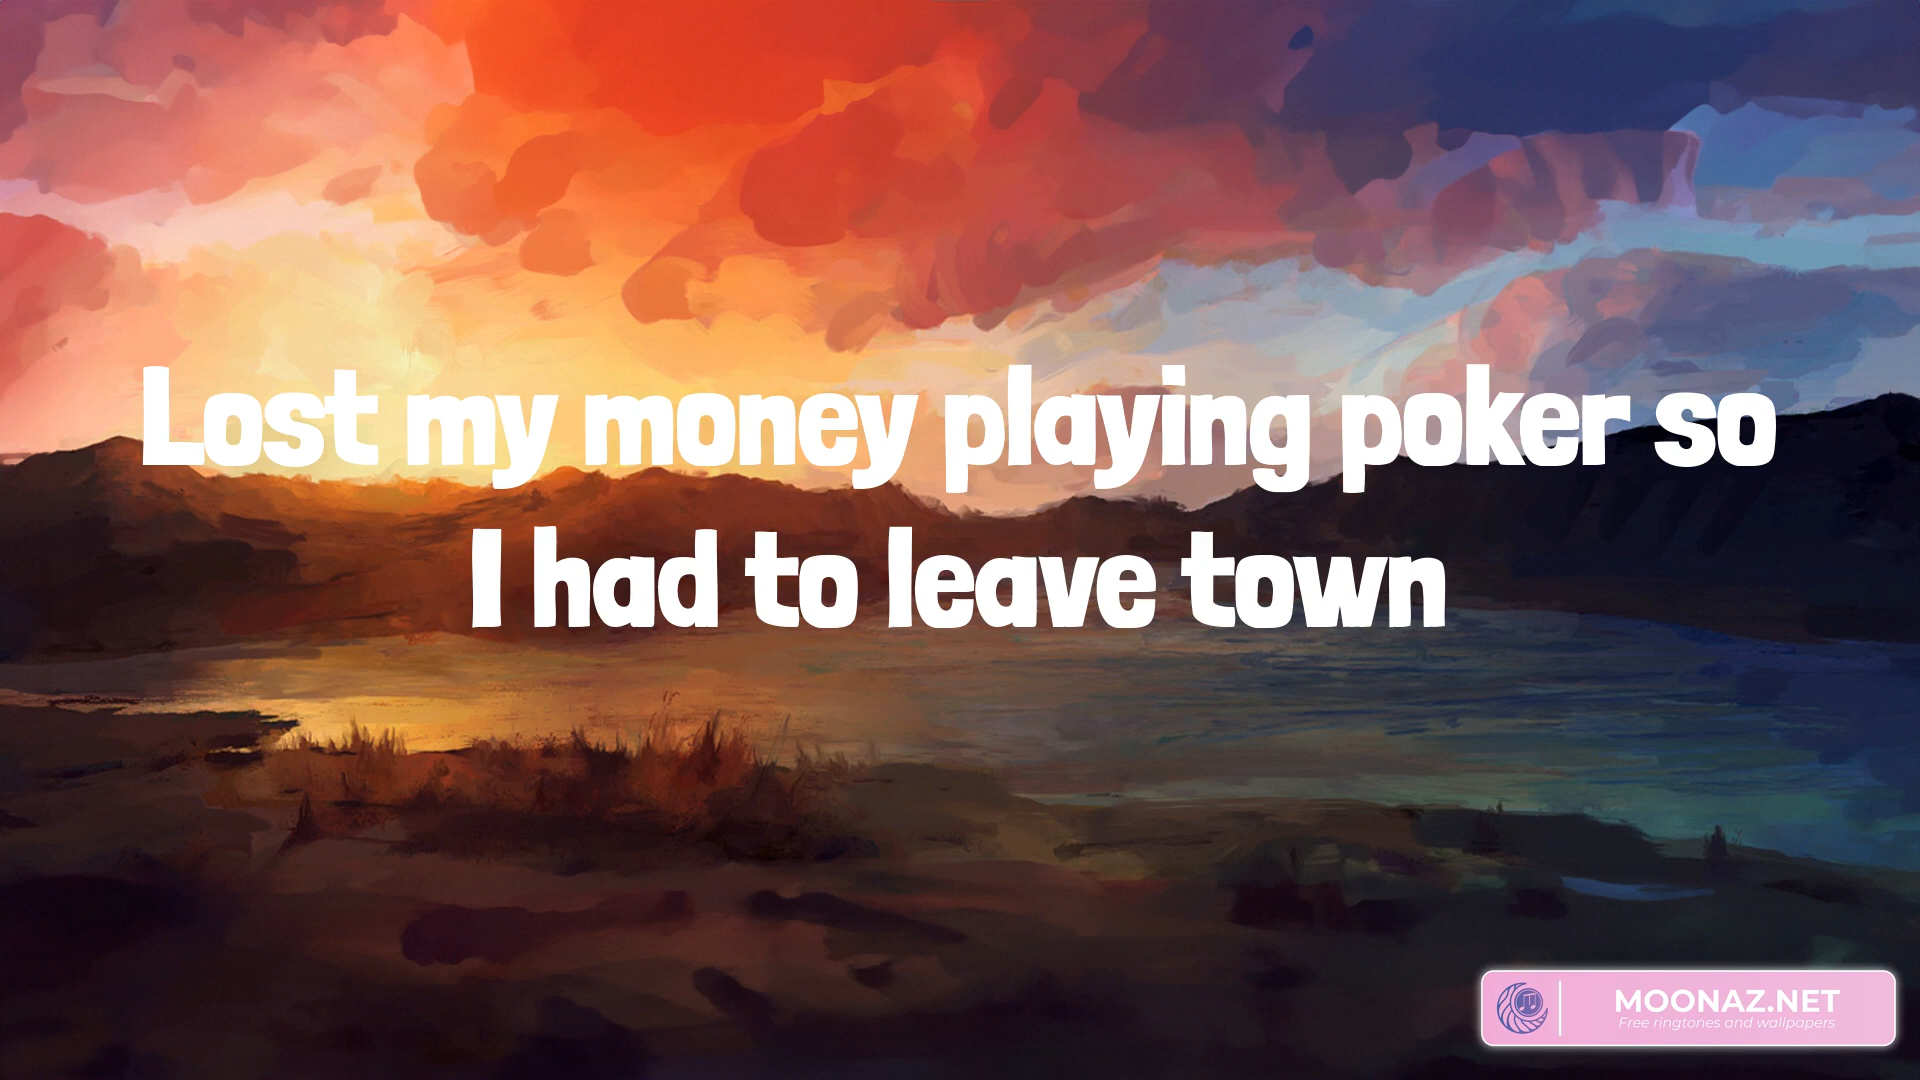 Lost my money playing poker so
I had to leave town
MOONAZ.NET
Free ringtones and wallpapers